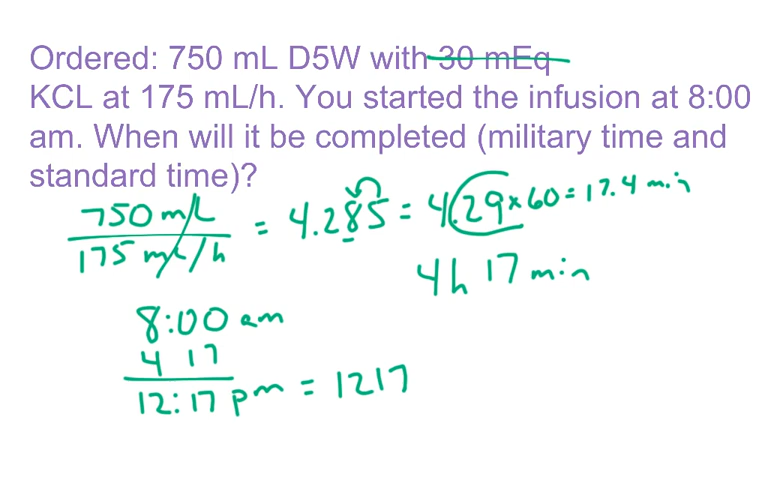 Ordered: 750 mL D5W with 30 mEq
KCL at 175 mL/h. You started the infusion at 8:00
am. When will it be completed (military time and
standard time)?
750 mL
175 mL/h
= 4.285 = 4.29 x 60 = 17.4 min
4h 17 min
8:00 am
4 17
12:17 pm = 1217